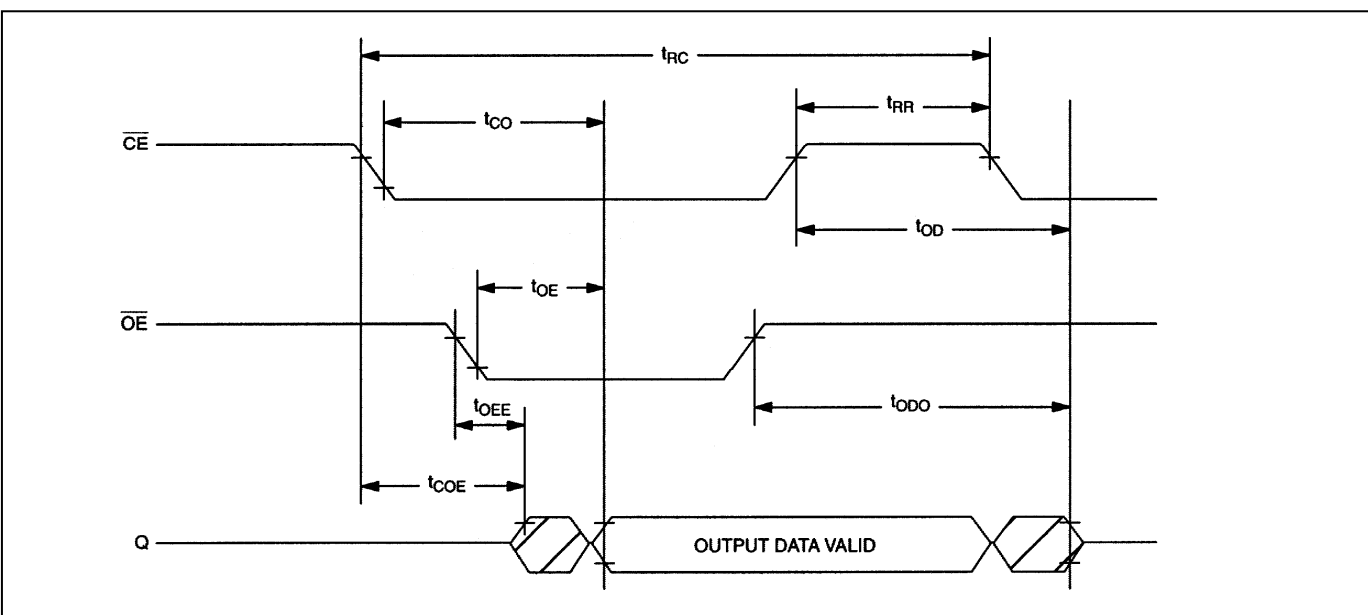 tRC
tRR
tCO
CE
tOD
tOE
OE
tOEE
tODO
tCOE
Q
OUTPUT DATA VALID